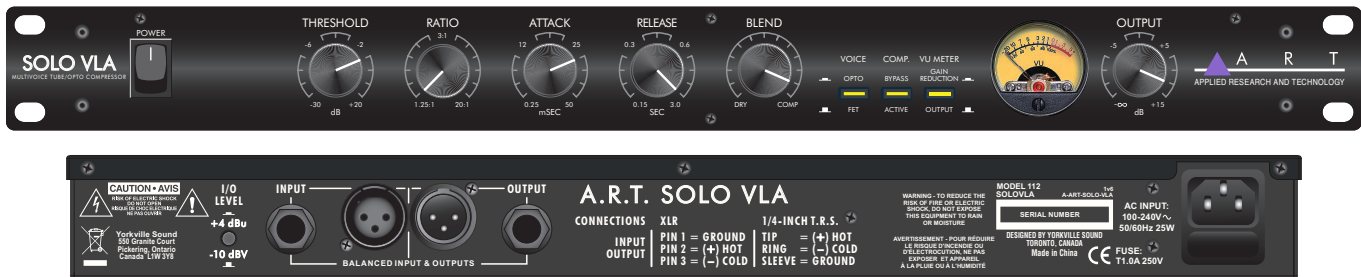 POWER
SOLO VLA
MULTIVOICE TUBE/OPTO COMPRESSOR
THRESHOLD
-6 -2
-30 +20
dB
RATIO
3:1
1.25:1 20:1
ATTACK
12 25
0.25 50
mSEC
RELEASE
0.3 0.6
0.15 3.0
SEC
BLEND
DRY COMP
VOICE COMP. VU METER
OPTO BYPASS GAIN REDUCTION
FET ACTIVE OUTPUT
VU
OUTPUT
-5 +5
-∞ +15
dB
A R T
APPLIED RESEARCH AND TECHNOLOGY
CAUTION • AVIS
RISK OF ELECTRIC SHOCK
DO NOT OPEN
RISQUE DE CHOC ELECTRIQUE
NE PAS OUVRIR
Yorkville Sound
550 Granite Court
Pickering, Ontario
Canada L1W 3Y8
I/O
LEVEL
+4 dBu
-10 dBV
INPUT
OUTPUT
BALANCED INPUT & OUTPUTS
A.R.T. SOLO VLA
CONNECTIONS XLR 1/4-INCH T.R.S.
INPUT
OUTPUT
PIN 1 = GROUND
PIN 2 = (+) HOT
PIN 3 = (−) COLD
TIP = (+) HOT
RING = (−) COLD
SLEEVE = GROUND
WARNING - TO REDUCE THE
RISK OF FIRE OR ELECTRIC
SHOCK, DO NOT EXPOSE
THIS EQUIPMENT TO RAIN
OR MOISTURE
AVERTISSEMENT - POUR RÉDUIRE
LE RISQUE D'INCENDIE OU
D'ÉLECTROCUTION, NE PAS
EXPOSER ET APPAREIL
À LA PLUIE OU À L'HUMIDITÉ
MODEL 112 1v6
SOLOVLA A-ART-SOLO-VLA
SERIAL NUMBER
DESIGNED BY YORKVILLE SOUND
TORONTO, CANADA
Made in China
CE
AC INPUT:
100-240V∿
50/60Hz 25W
FUSE:
T1.0A 250V